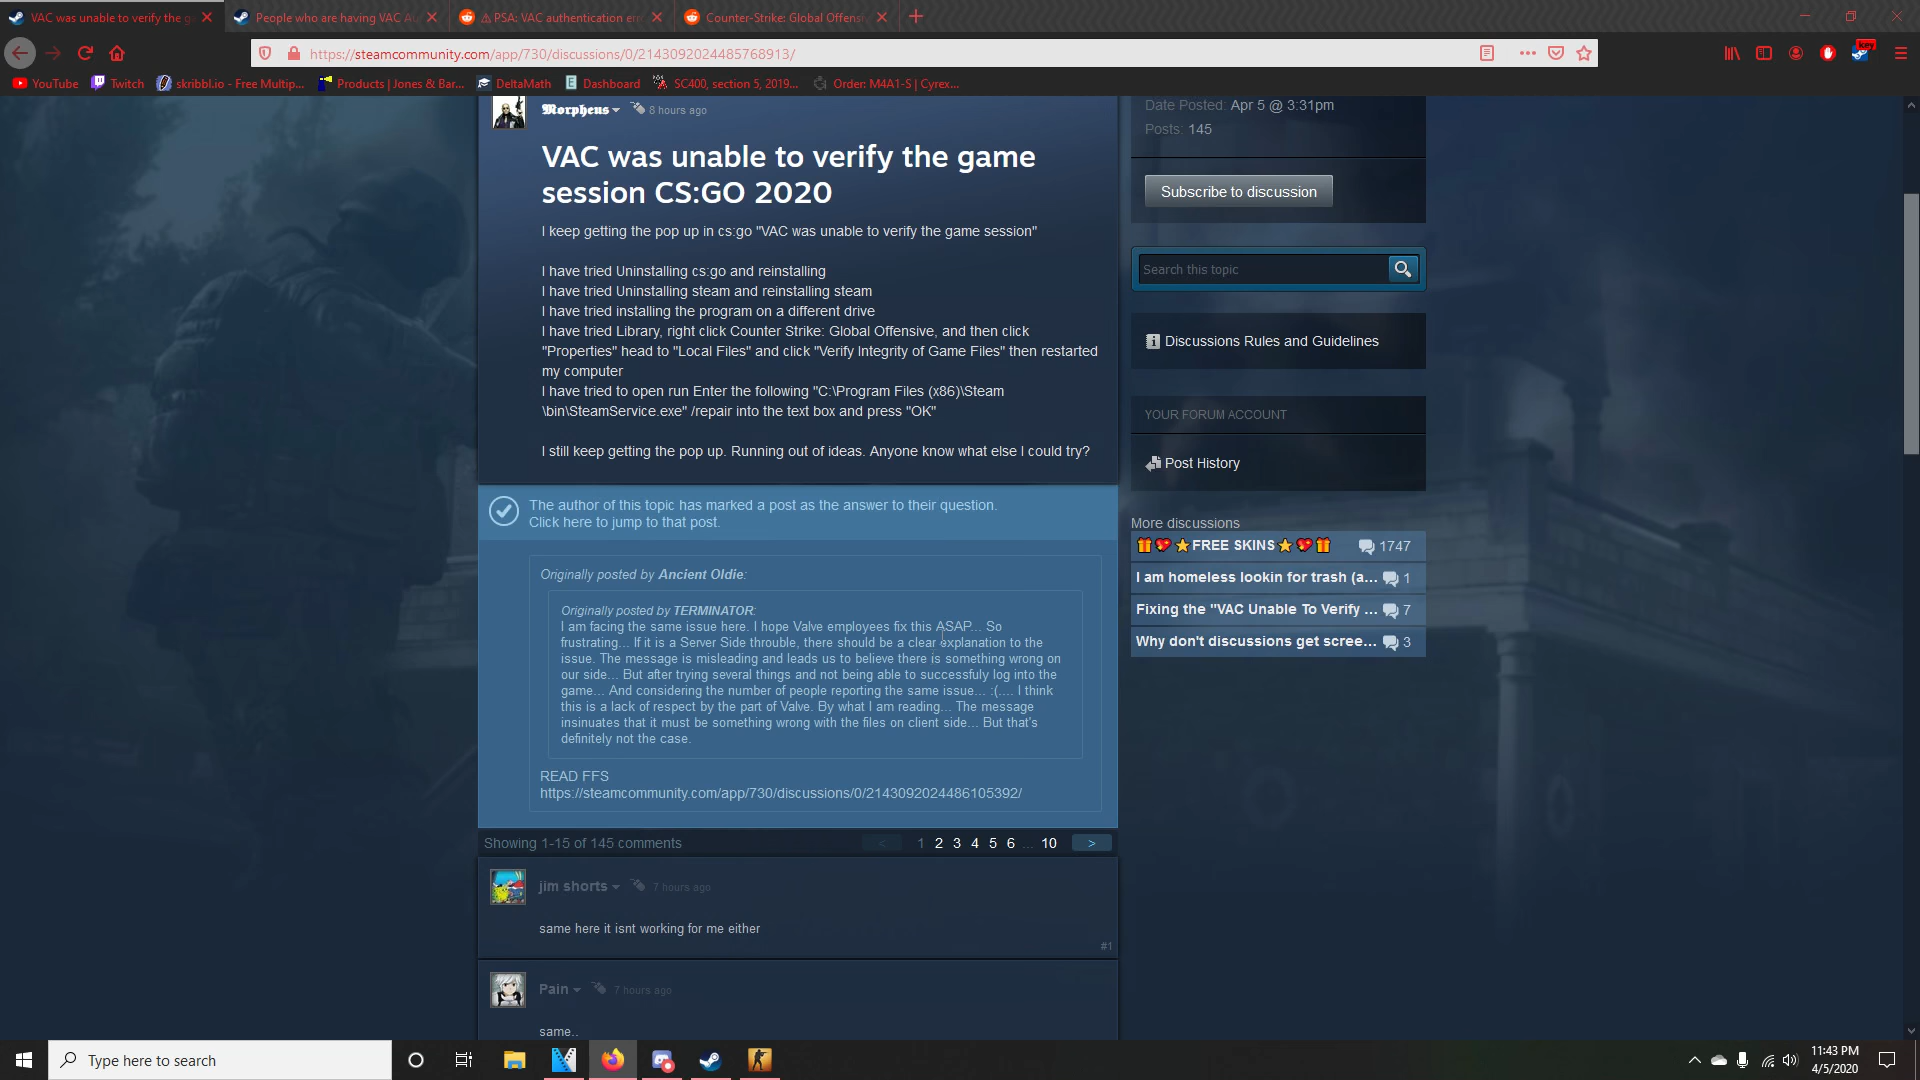 VAC was unable to verify the g
People who are having VAC Au
⚠ PSA: VAC authentication erro
Counter-Strike: Global Offensiv
https://steamcommunity.com/app/730/discussions/0/2143092024485768913/
YouTube
Twitch
skribbl.io - Free Multip...
Products | Jones & Bar...
DeltaMath
Dashboard
SC400, section 5, 2019...
Order: M4A1-S | Cyrex...
Morpheus
8 hours ago
VAC was unable to verify the game
session CS:GO 2020
I keep getting the pop up in cs:go "VAC was unable to verify the game session"
I have tried Uninstalling cs:go and reinstalling
I have tried Uninstalling steam and reinstalling steam
I have tried installing the program on a different drive
I have tried Library, right click Counter Strike: Global Offensive, and then click
"Properties" head to "Local Files" and click "Verify Integrity of Game Files" then restarted
my computer
I have tried to open run Enter the following "C:\Program Files (x86)\Steam
\bin\SteamService.exe" /repair into the text box and press "OK"
I still keep getting the pop up. Running out of ideas. Anyone know what else I could try?
The author of this topic has marked a post as the answer to their question.
Click here to jump to that post.
Originally posted by Ancient Oldie:
Originally posted by TERMINATOR:
I am facing the same issue here. I hope Valve employees fix this ASAP... So
frustrating... If it is a Server Side throuble, there should be a clear explanation to the
issue. The message is misleading and leads us to believe there is something wrong on
our side... But after trying several things and not being able to successfuly log into the
game... And considering the number of people reporting the same issue... :(.... I think
this is a lack of respect by the part of Valve. By what I am reading... The message
insinuates that it must be something wrong with the files on client side... But that's
definitely not the case.
READ FFS
https://steamcommunity.com/app/730/discussions/0/2143092024486105392/
Showing 1-15 of 145 comments
< 1 2 3 4 5 6 ... 10 >
jim shorts
7 hours ago
same here it isnt working for me either
#1
Pain
7 hours ago
same..
Date Posted: Apr 5 @ 3:31pm
Posts: 145
Subscribe to discussion
Search this topic
Discussions Rules and Guidelines
YOUR FORUM ACCOUNT
Post History
More discussions
FREE SKINS 1747
I am homeless lookin for trash (a... 1
Fixing the "VAC Unable To Verify ... 7
Why don't discussions get scree... 3
Type here to search
11:43 PM
4/5/2020